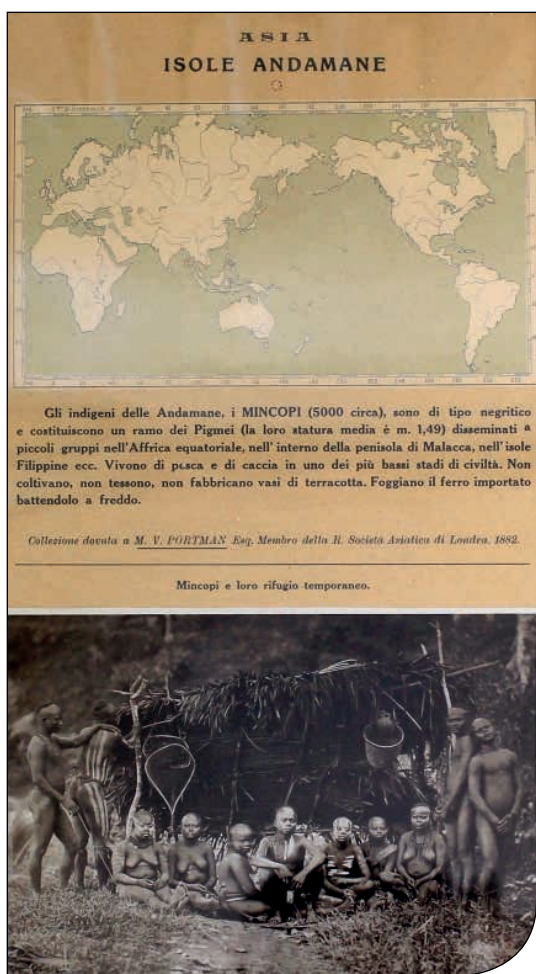 ASIA
ISOLE ANDAMANE
Gli indigeni delle Andamane, i MINCOPI (5000 circa), sono di tipo negritico
e costituiscono un ramo dei Pigmei (la loro statura media è m. 1,49) disseminati a
piccoli gruppi nell'Affrica equatoriale, nell' interno della penisola di Malacca, nell'isole
Filippine ecc. Vivono di pesca e di caccia in uno dei più bassi stadi di civiltà. Non
coltivano, non tessono, non fabbricano vasi di terracotta. Foggiano il ferro importato
battendolo a freddo.
Collezione dovuta a M. V. PORTMAN Esq. Membro della R. Società Asiatica di Londra, 1882.
Mincopi e loro rifugio temporaneo.